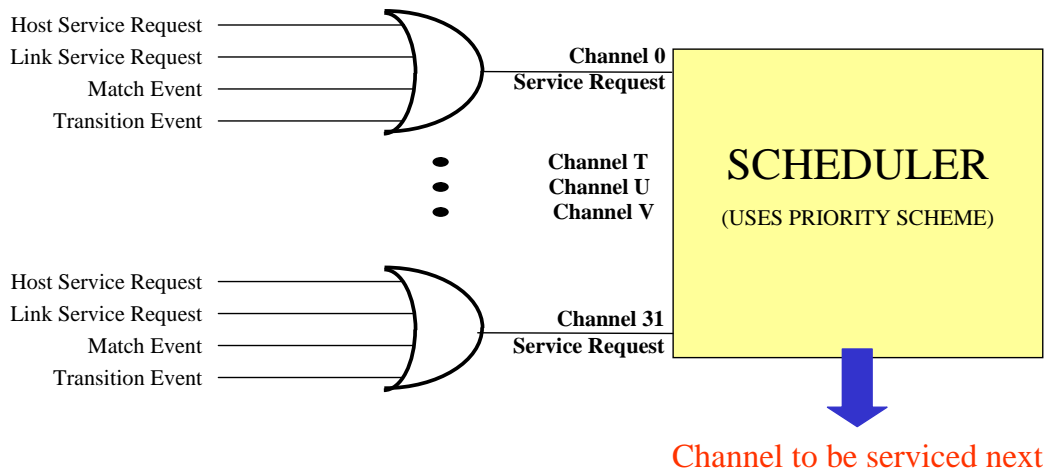 Host Service Request
Link Service Request
Match Event
Transition Event
Channel 0
Service Request
Channel T
Channel U
Channel V
SCHEDULER
(USES PRIORITY SCHEME)
Host Service Request
Link Service Request
Match Event
Transition Event
Channel 31
Service Request
Channel to be serviced next